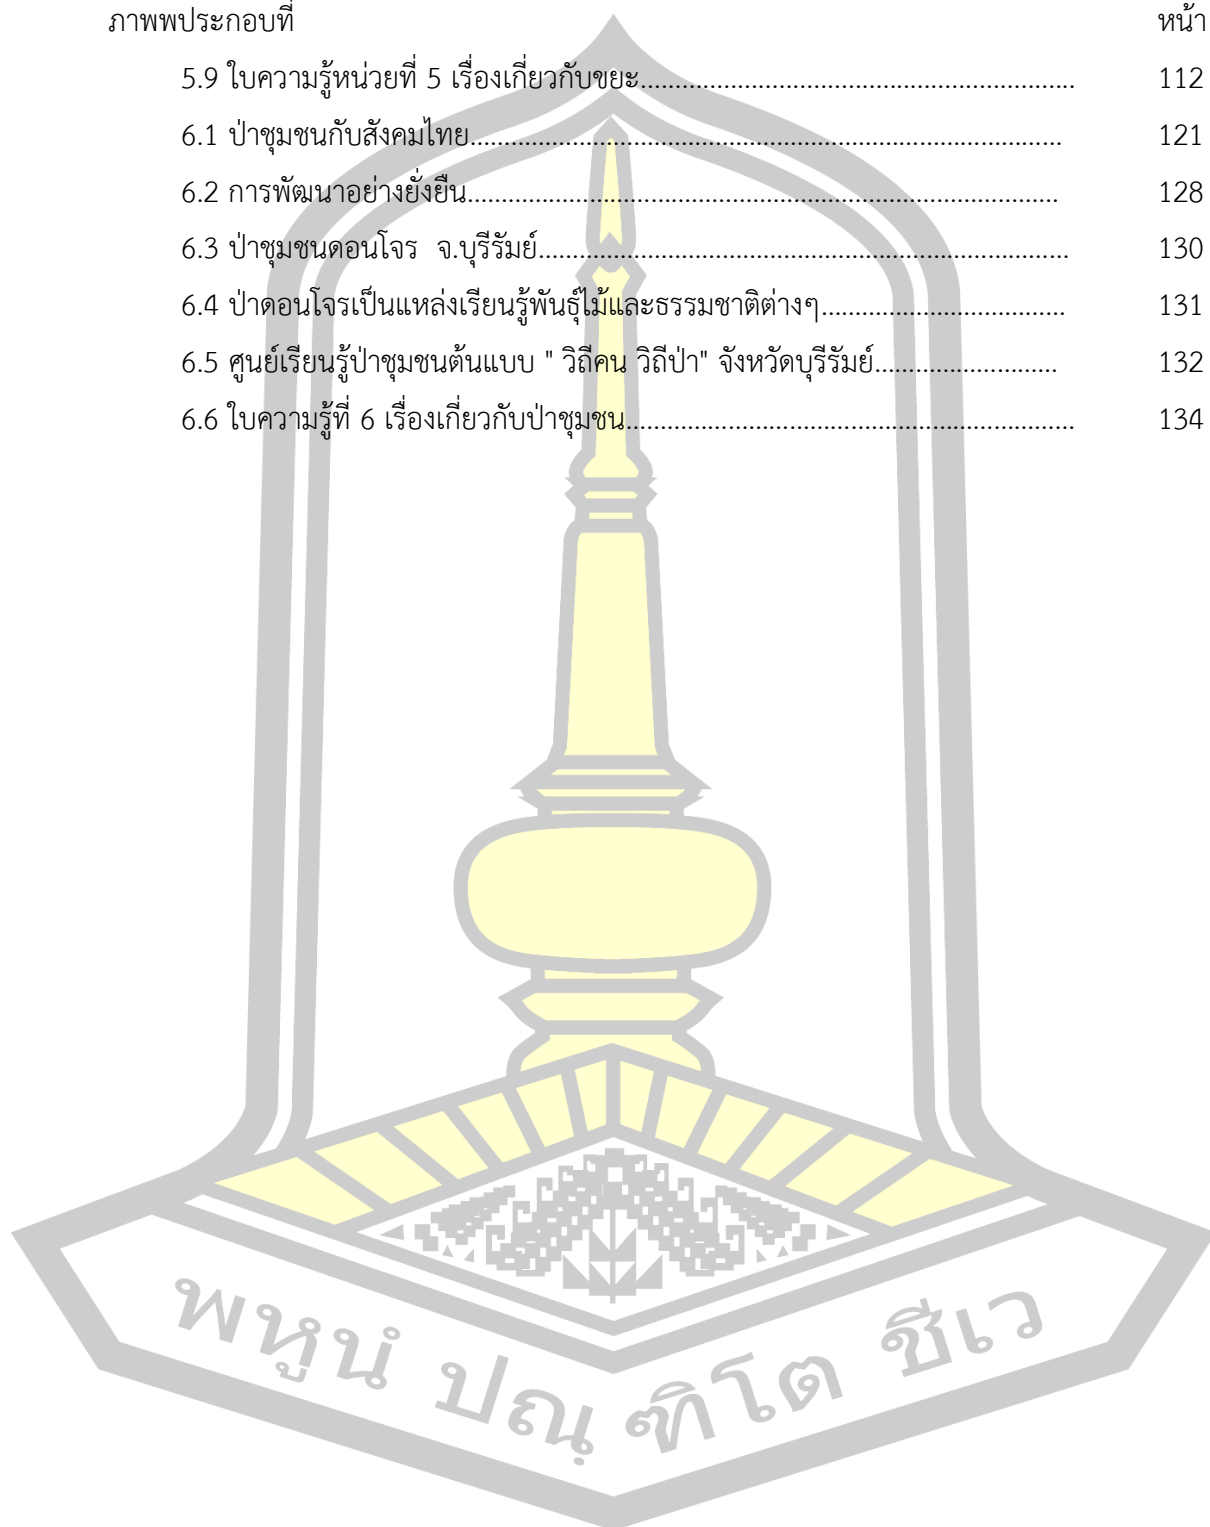 ภาพพประกอบที่ หน้า
5.9 ใบความรู้หน่วยที่ 5 เรื่องเกี่ยวกับขยะ................................................................ 112
6.1 ป่าชุมชนกับสังคมไทย....................................................................................... 121
6.2 การพัฒนาอย่างยั่งยืน....................................................................................... 128
6.3 ป่าชุมชนดอนโจร จ.บุรีรัมย์.............................................................................. 130
6.4 ป่าดอนโจรเป็นแหล่งเรียนรู้พันธุ์ไม้และธรรมชาติต่างๆ.................................... 131
6.5 ศูนย์เรียนรู้ป่าชุมชนต้นแบบ " วิถีคน วิถีป่า" จังหวัดบุรีรัมย์........................... 132
6.6 ใบความรู้ที่ 6 เรื่องเกี่ยวกับป่าชุมชน.................................................................. 134
พหูนํ ปณฺฑิโต ชีเว